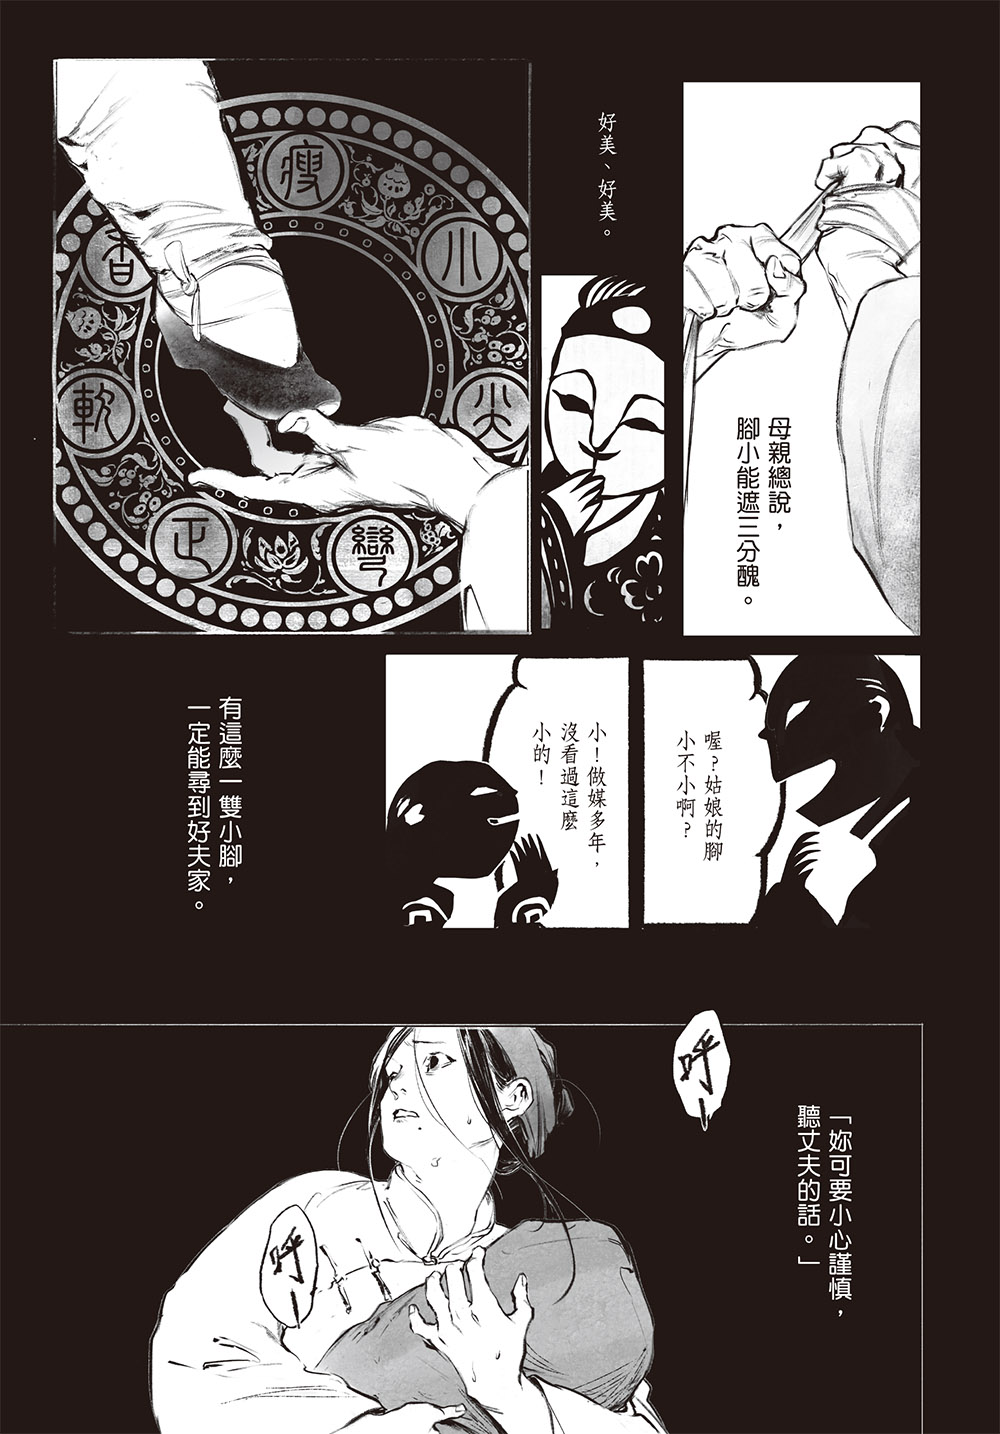 母親總說，
腳小能遮三分醜。
好美、好美。
瘦
小
尖
彎
正
軟
香
喔？姑娘的腳
小不小啊？
小！做媒多年，
沒看過這麼
小的！
有這麼一雙小腳，
一定能尋到好夫家。
呼—
「妳可要小心謹慎，
聽丈夫的話。」
呼—